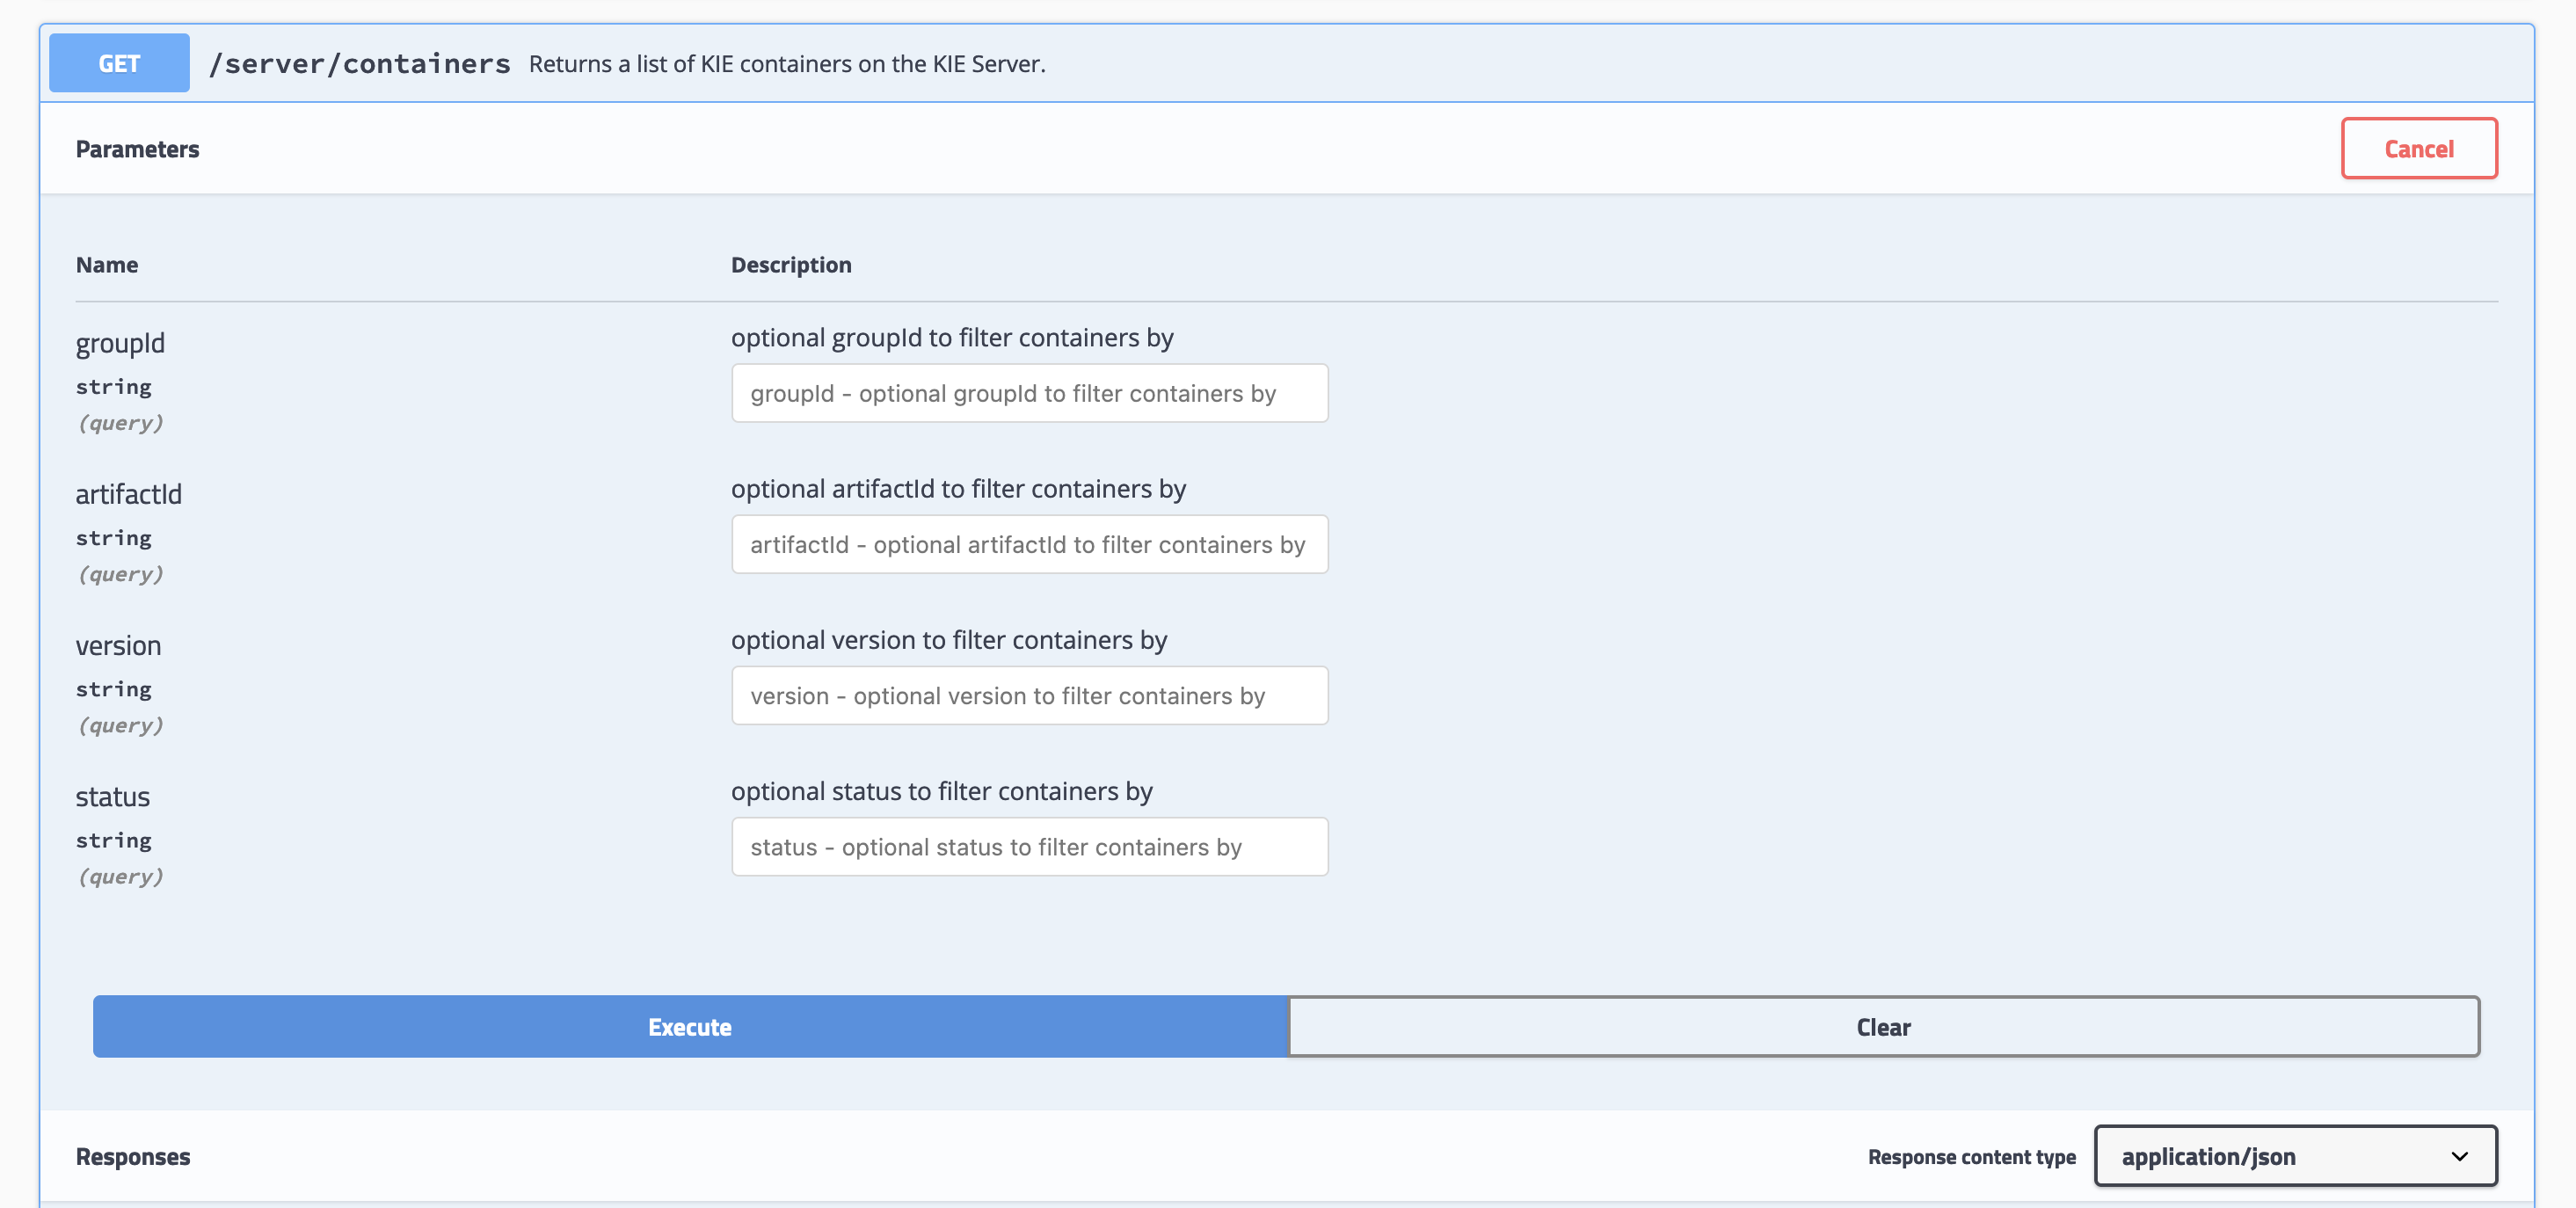 GET /server/containers Returns a list of KIE containers on the KIE Server.
Parameters Cancel
Name Description
groupId optional groupId to filter containers by
string groupId - optional groupId to filter containers by
(query)
artifactId optional artifactId to filter containers by
string artifactId - optional artifactId to filter containers by
(query)
version optional version to filter containers by
string version - optional version to filter containers by
(query)
status optional status to filter containers by
string status - optional status to filter containers by
(query)
Execute Clear
Responses Response content type application/json